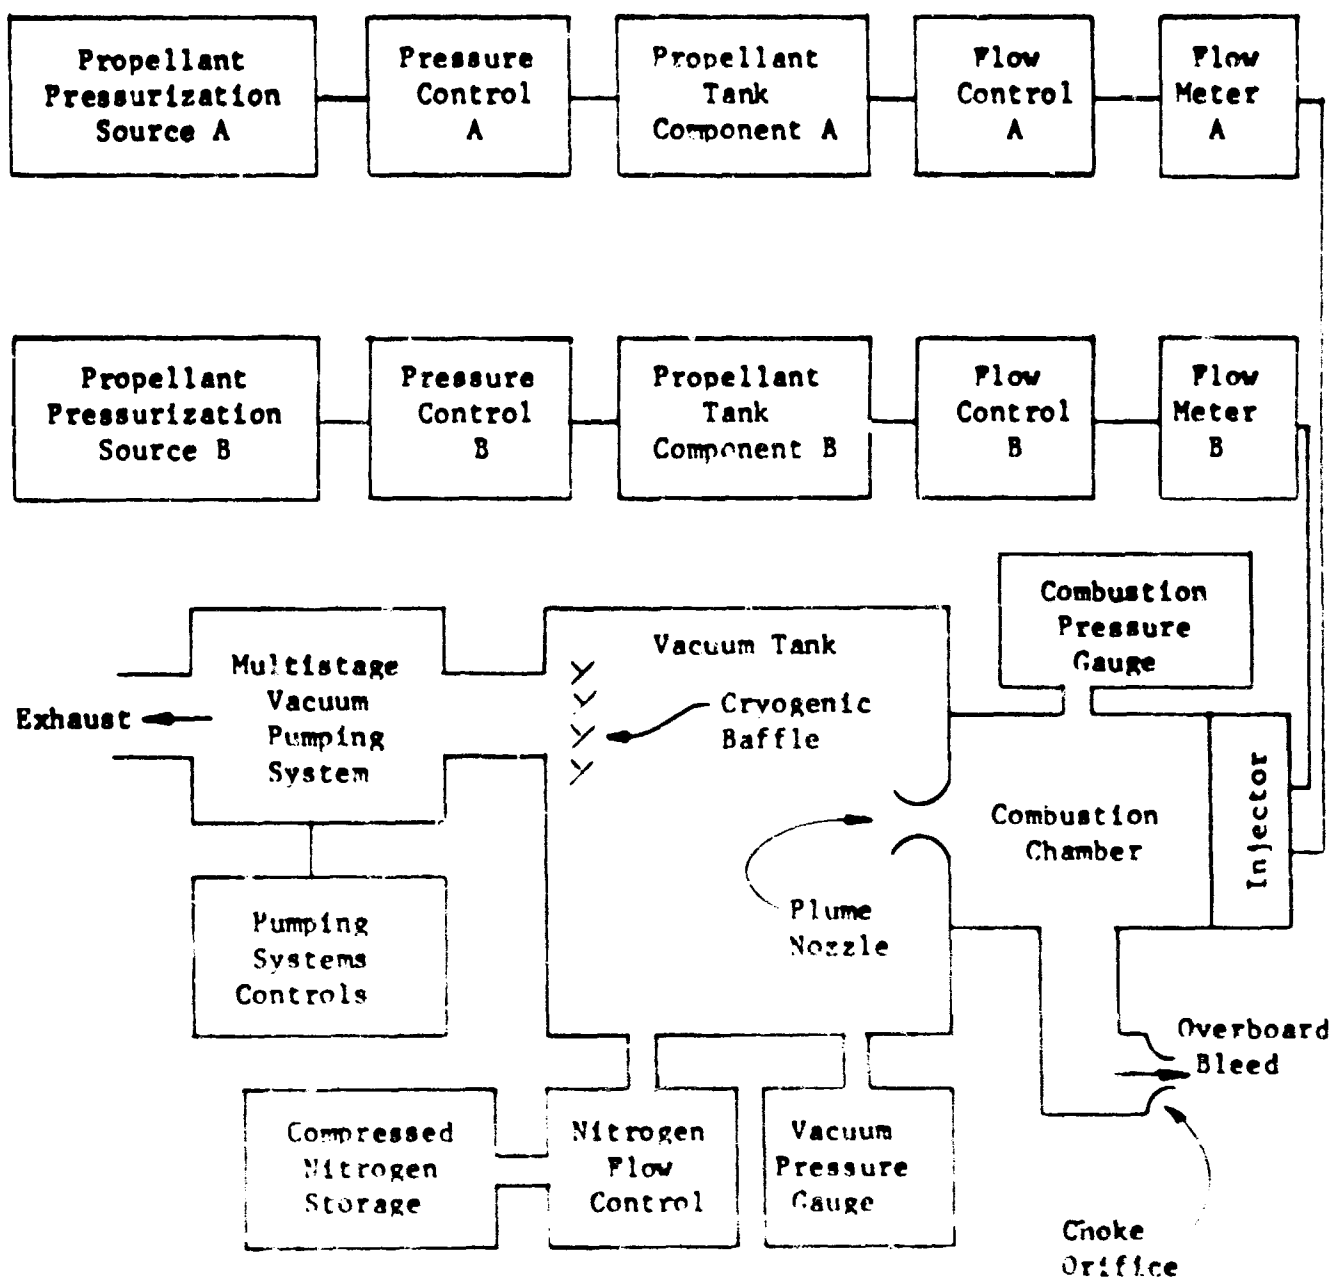 Propellant
Pressurization
Source A
Pressure
Control
A
Propellant
Tank
Component A
Flow
Control
A
Flow
Meter
A
Propellant
Pressurization
Source B
Pressure
Control
B
Propellant
Tank
Component B
Flow
Control
B
Flow
Meter
B
Combustion
Pressure
Gauge
Vacuum Tank
Multistage
Vacuum
Pumping
System
Exhaust
Cryogenic
Baffle
Combustion
Chamber
Injector
Plume
Nozzle
Pumping
Systems
Controls
Overboard
Bleed
Compressed
Nitrogen
Storage
Nitrogen
Flow
Control
Vacuum
Pressure
Gauge
Choke
Orifice